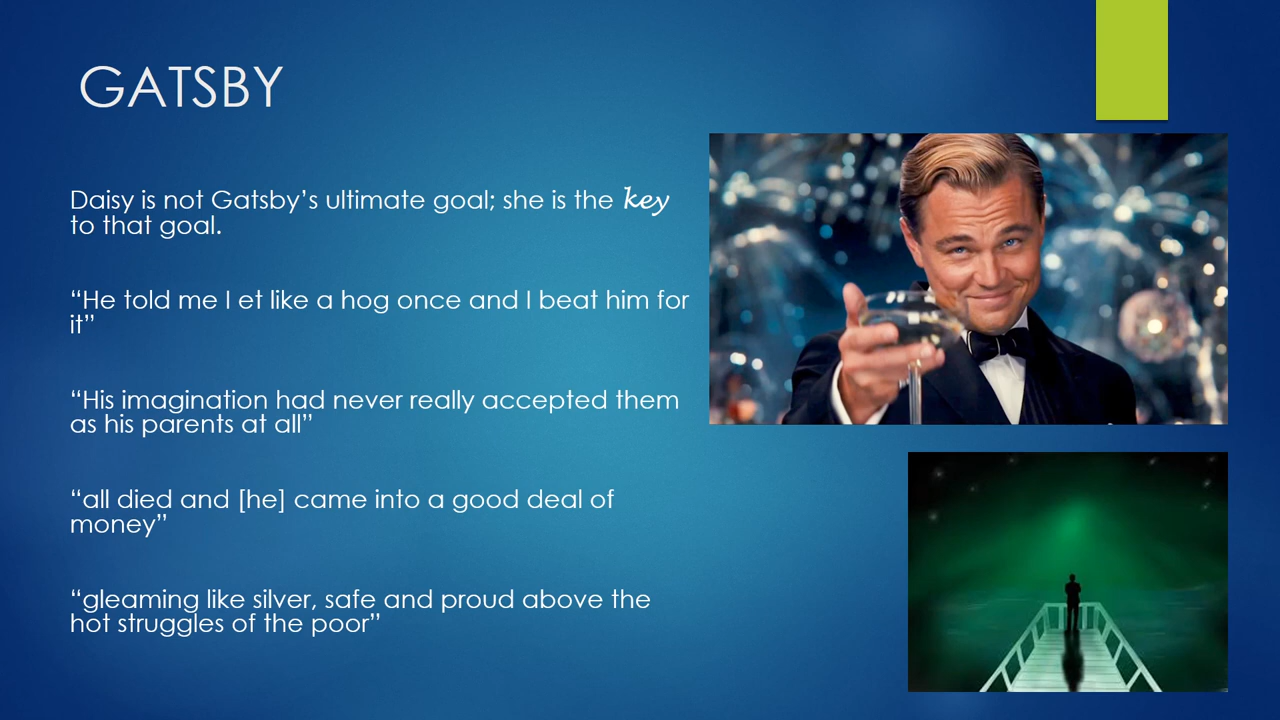 GATSBY
Daisy is not Gatsby’s ultimate goal; she is the key
to that goal.
“He told me I et like a hog once and I beat him for
it”
“His imagination had never really accepted them
as his parents at all”
“all died and [he] came into a good deal of
money”
“gleaming like silver, safe and proud above the
hot struggles of the poor”